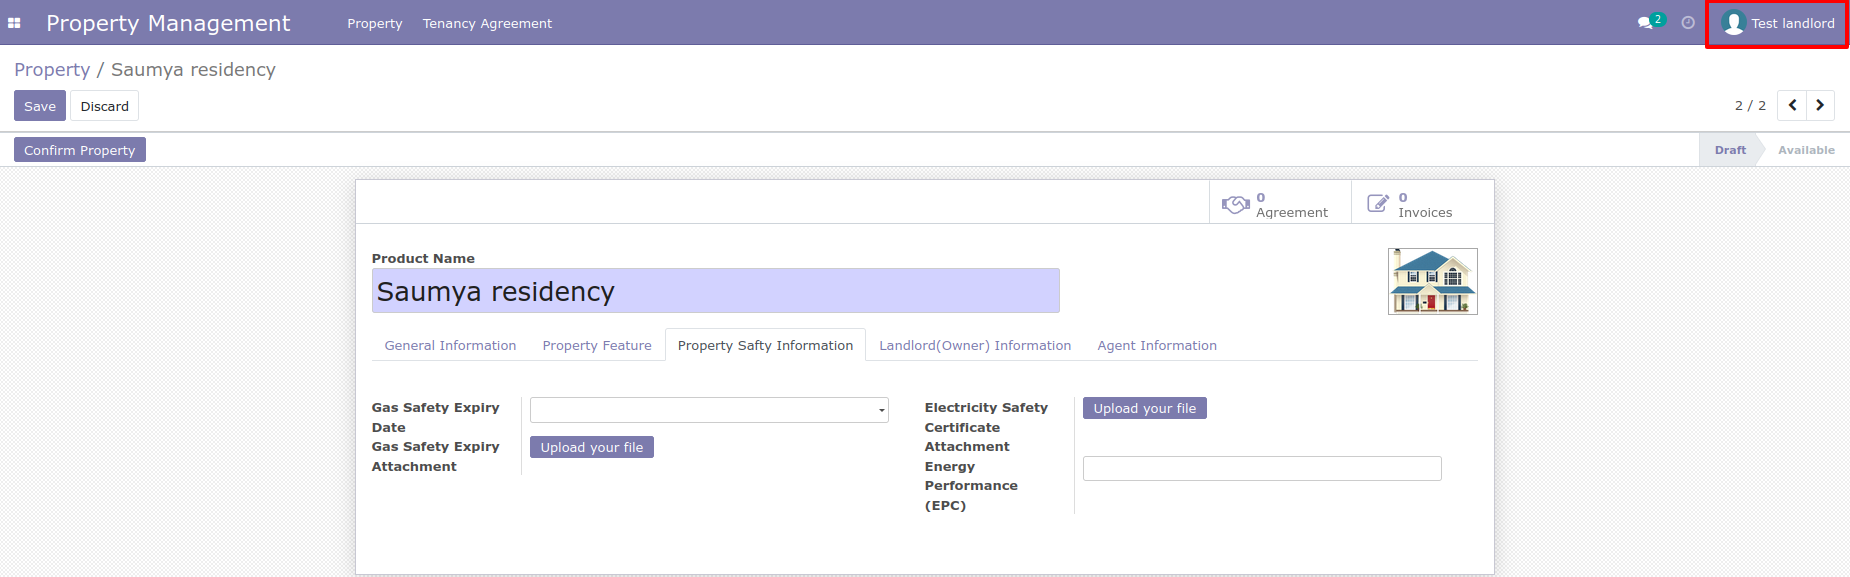 Property Management Property Tenancy Agreement 2 Test landlord
Property / Saumya residency
Save Discard 2 / 2
Confirm Property Draft Available
0
Agreement
0
Invoices
Product Name
Saumya residency
General Information Property Feature Property Safty Information Landlord(Owner) Information Agent Information
Gas Safety Expiry
Date
Gas Safety Expiry
Attachment
Upload your file
Electricity Safety
Certificate
Attachment
Upload your file
Energy
Performance
(EPC)